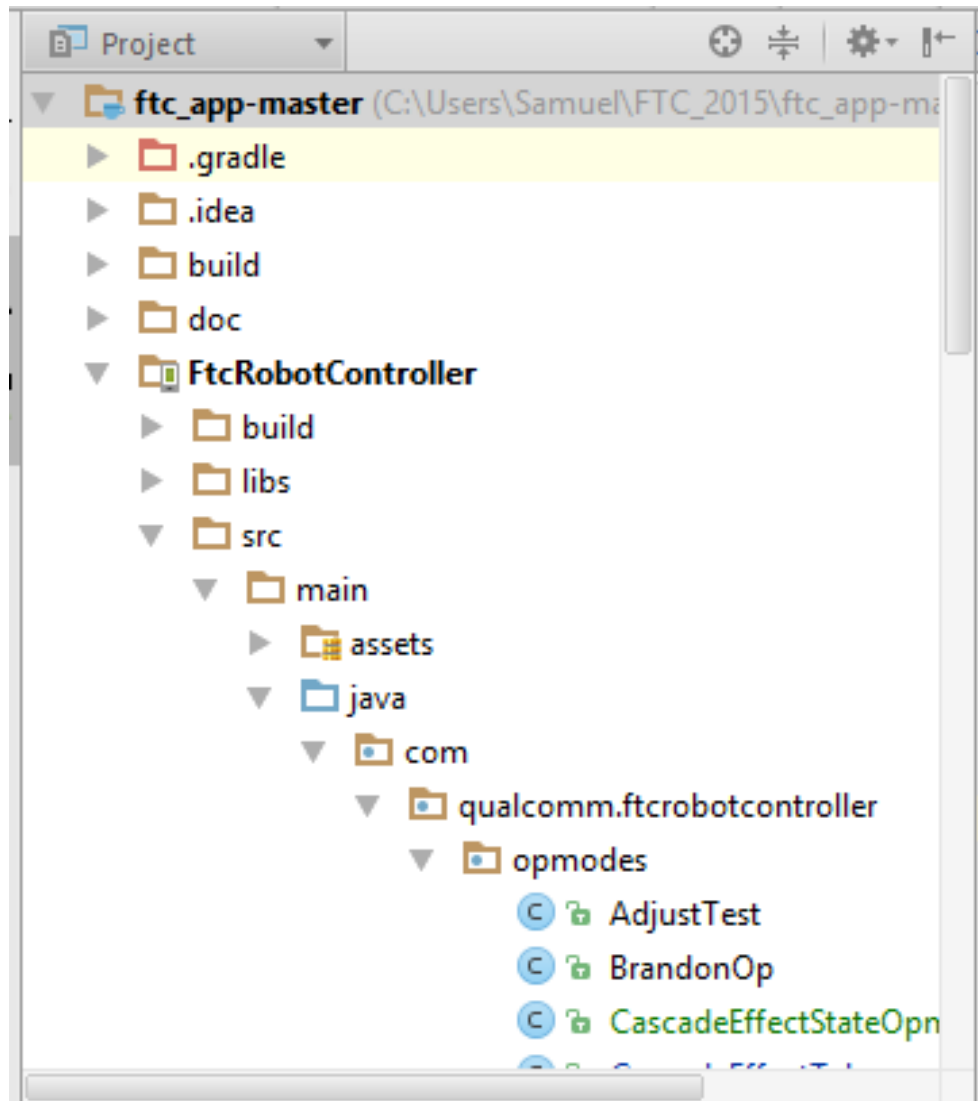 Project
ftc_app-master (C:\Users\Samuel\FTC_2015\ftc_app-ma
.gradle
.idea
build
doc
FtcRobotController
build
libs
src
main
assets
java
com
qualcomm.ftcrobotcontroller
opmodes
C AdjustTest
C BrandonOp
C CascadeEffectStateOpn